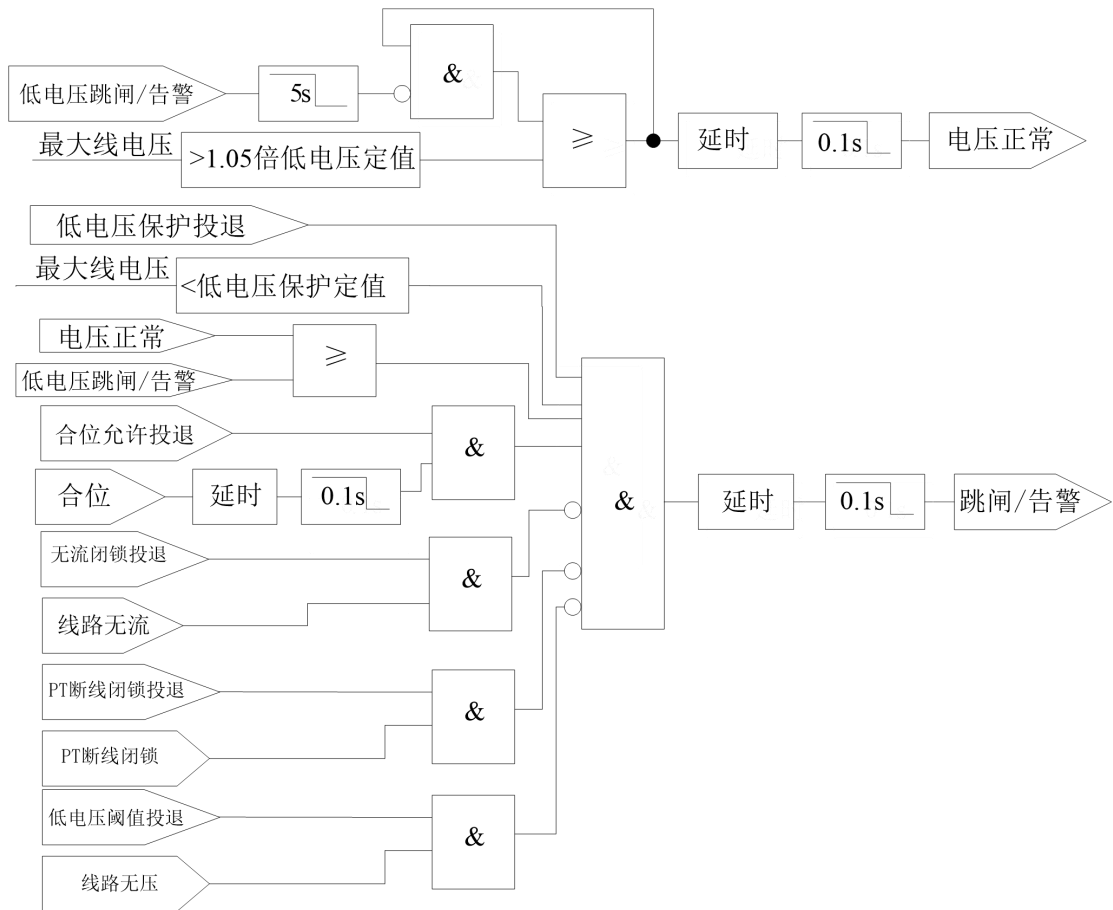 &
低电压跳闸/告警
5s
最大线电压
>1.05倍低电压定值
≥
延时
0.1s
电压正常
低电压保护投退
最大线电压
<低电压保护定值
电压正常
≥
低电压跳闸/告警
合位允许投退
&
合位
延时
0.1s
&
延时
0.1s
跳闸/告警
无流闭锁投退
&
线路无流
PT断线闭锁投退
&
PT断线闭锁
低电压阈值投退
&
线路无压